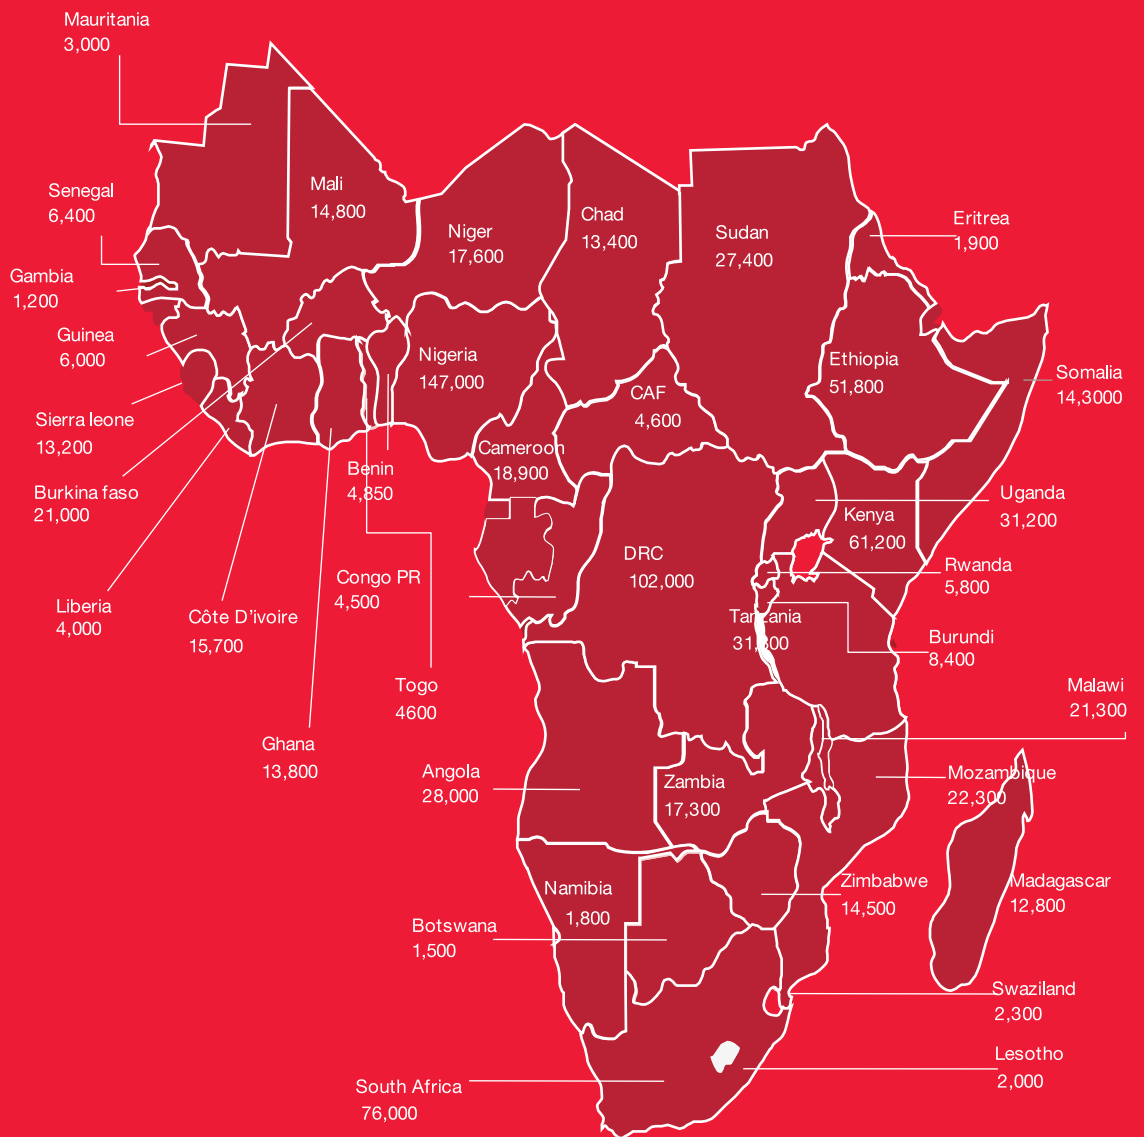 Mauritania
3,000
Senegal
6,400
Gambia
1,200
Guinea
6,000
Sierra leone
13,200
Burkina faso
21,000
Liberia
4,000
Côte D'ivoire
15,700
Ghana
13,800
Togo
4600
Benin
4,850
Mali
14,800
Niger
17,600
Chad
13,400
Sudan
27,400
Eritrea
1,900
Nigeria
147,000
Ethiopia
51,800
Somalia
14,3000
CAF
4,600
Cameroon
18,900
Uganda
31,200
Kenya
61,200
DRC
102,000
Congo PR
4,500
Rwanda
5,800
Tanzania
31,800
Burundi
8,400
Malawi
21,300
Angola
28,000
Zambia
17,300
Mozambique
22,300
Namibia
1,800
Zimbabwe
14,500
Madagascar
12,800
Botswana
1,500
Swaziland
2,300
Lesotho
2,000
South Africa
76,000